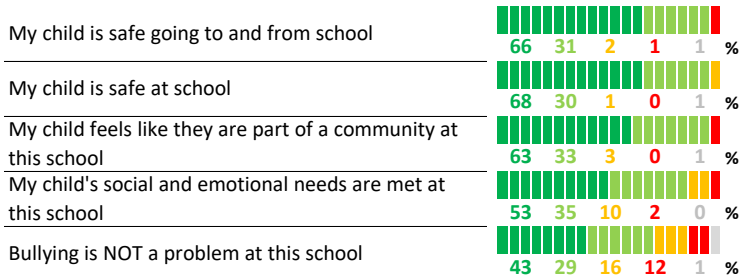 My child is safe going to and from school
66 31 2 1 1 %
My child is safe at school
68 30 1 0 1 %
My child feels like they are part of a community at
this school
63 33 3 0 1 %
My child's social and emotional needs are met at
this school
53 35 10 2 0 %
Bullying is NOT a problem at this school
43 29 16 12 1 %